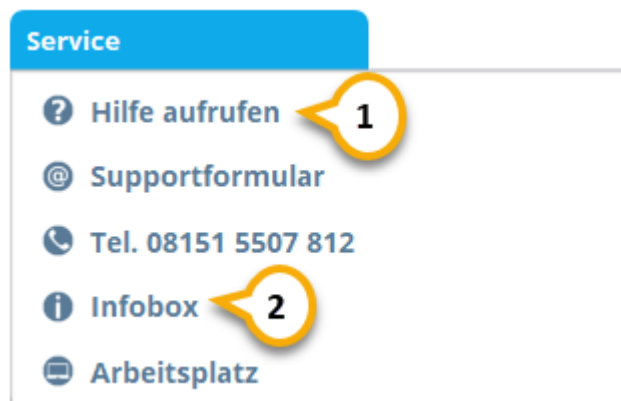 Service
Hilfe aufrufen 1
Supportformular
Tel. 08151 5507 812
Infobox 2
Arbeitsplatz